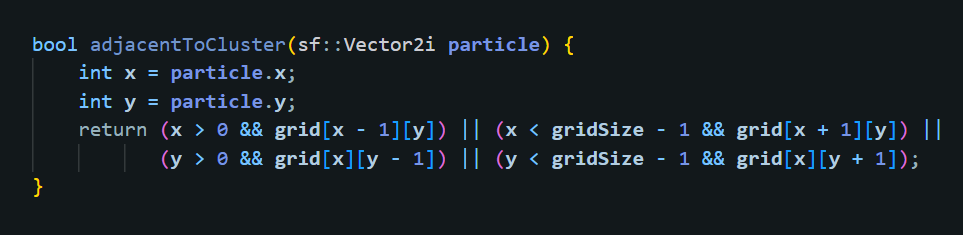 bool adjacentToCluster(sf::Vector2i particle) {
    int x = particle.x;
    int y = particle.y;
    return (x > 0 && grid[x - 1][y]) || (x < gridSize - 1 && grid[x + 1][y]) ||
           (y > 0 && grid[x][y - 1]) || (y < gridSize - 1 && grid[x][y + 1]);
}